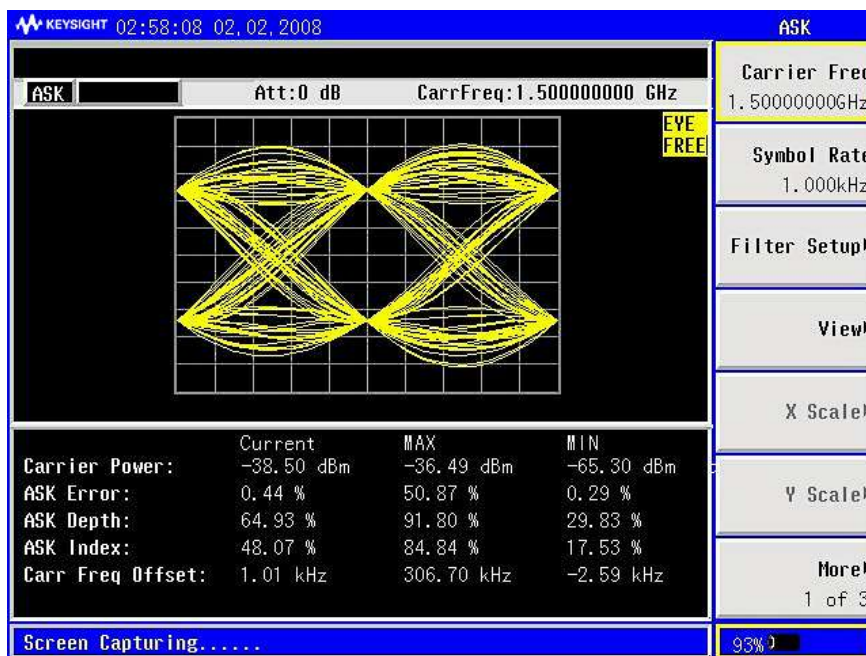 KEYSIGHT 02:58:08 02.02.2008
ASK
ASK Att:0 dB CarrFreq:1.500000000 GHz
EYE
FREE
Carrier Freq
1.50000000GHz
Symbol Rate
1.000kHz
Filter Setup
View
X Scale
Y Scale
More
1 of 3
Current MAX MIN
Carrier Power: -38.50 dBm -36.49 dBm -65.30 dBm
ASK Error: 0.44 % 50.87 % 0.29 %
ASK Depth: 64.93 % 91.80 % 29.83 %
ASK Index: 48.07 % 84.84 % 17.53 %
Carr Freq Offset: 1.01 kHz 306.70 kHz -2.59 kHz
Screen Capturing......
93%